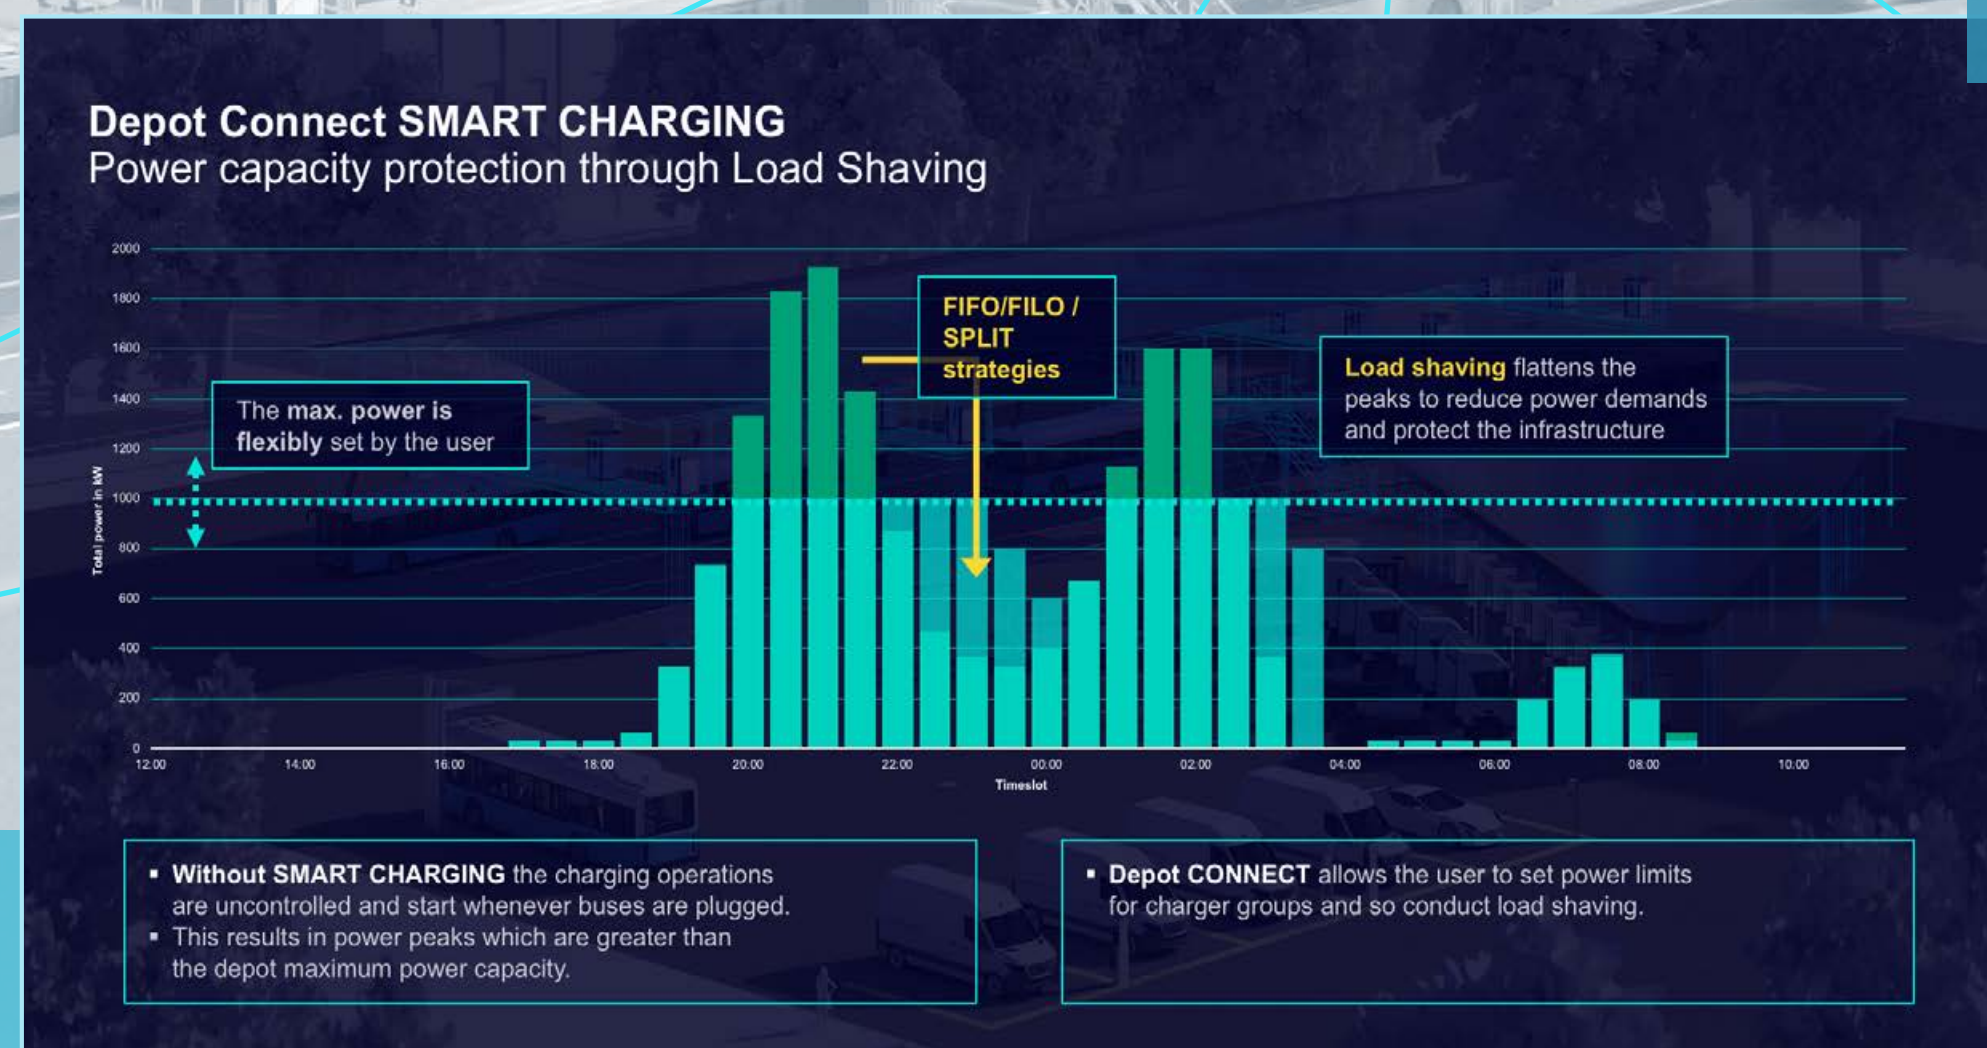 Depot Connect SMART CHARGING
Power capacity protection through Load Shaving
2000
1800
1600
1400
1200
1000
800
600
400
200
0
Total power in kW
The max. power is
flexibly set by the user
FIFO/FILO /
SPLIT
strategies
Load shaving flattens the
peaks to reduce power demands
and protect the infrastructure
12:00 14:00 16:00 18:00 20:00 22:00 00:00 02:00 04:00 06:00 08:00 10:00
Timeslot
▪ Without SMART CHARGING the charging operations
are uncontrolled and start whenever buses are plugged.
▪ This results in power peaks which are greater than
the depot maximum power capacity.
▪ Depot CONNECT allows the user to set power limits
for charger groups and so conduct load shaving.